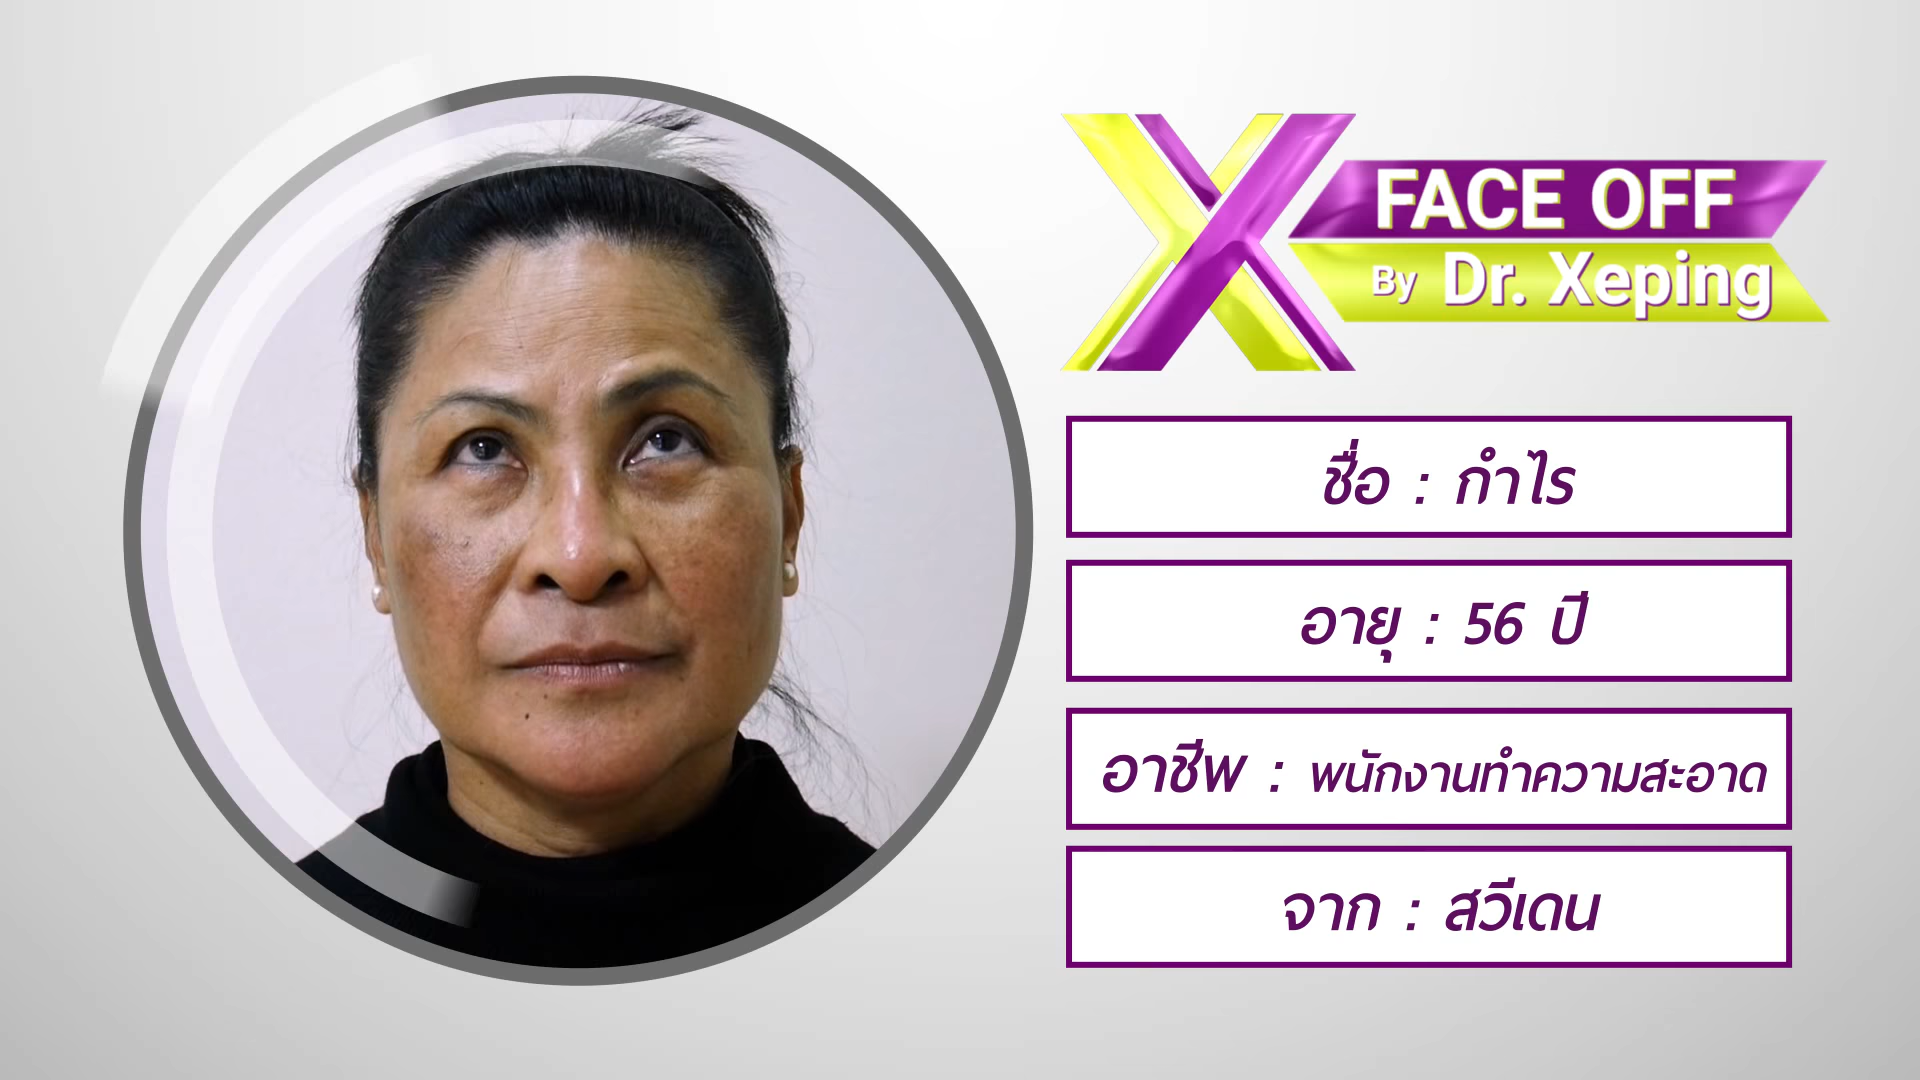 FACE OFF
By Dr. Xeping
ชื่อ : กำไร
อายุ : 56 ปี
อาชีพ : พนักงานทำความสะอาด
จาก : สวีเดน